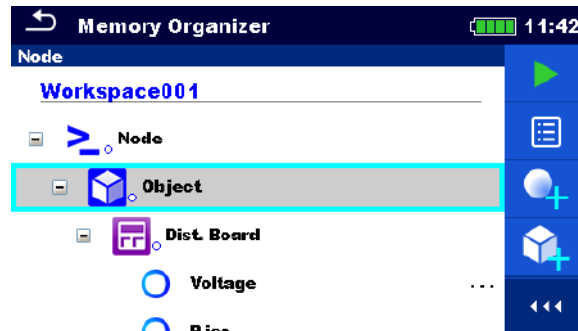 Memory Organizer
11:42
Node
Workspace001
Node
Object
Dist. Board
Voltage
...